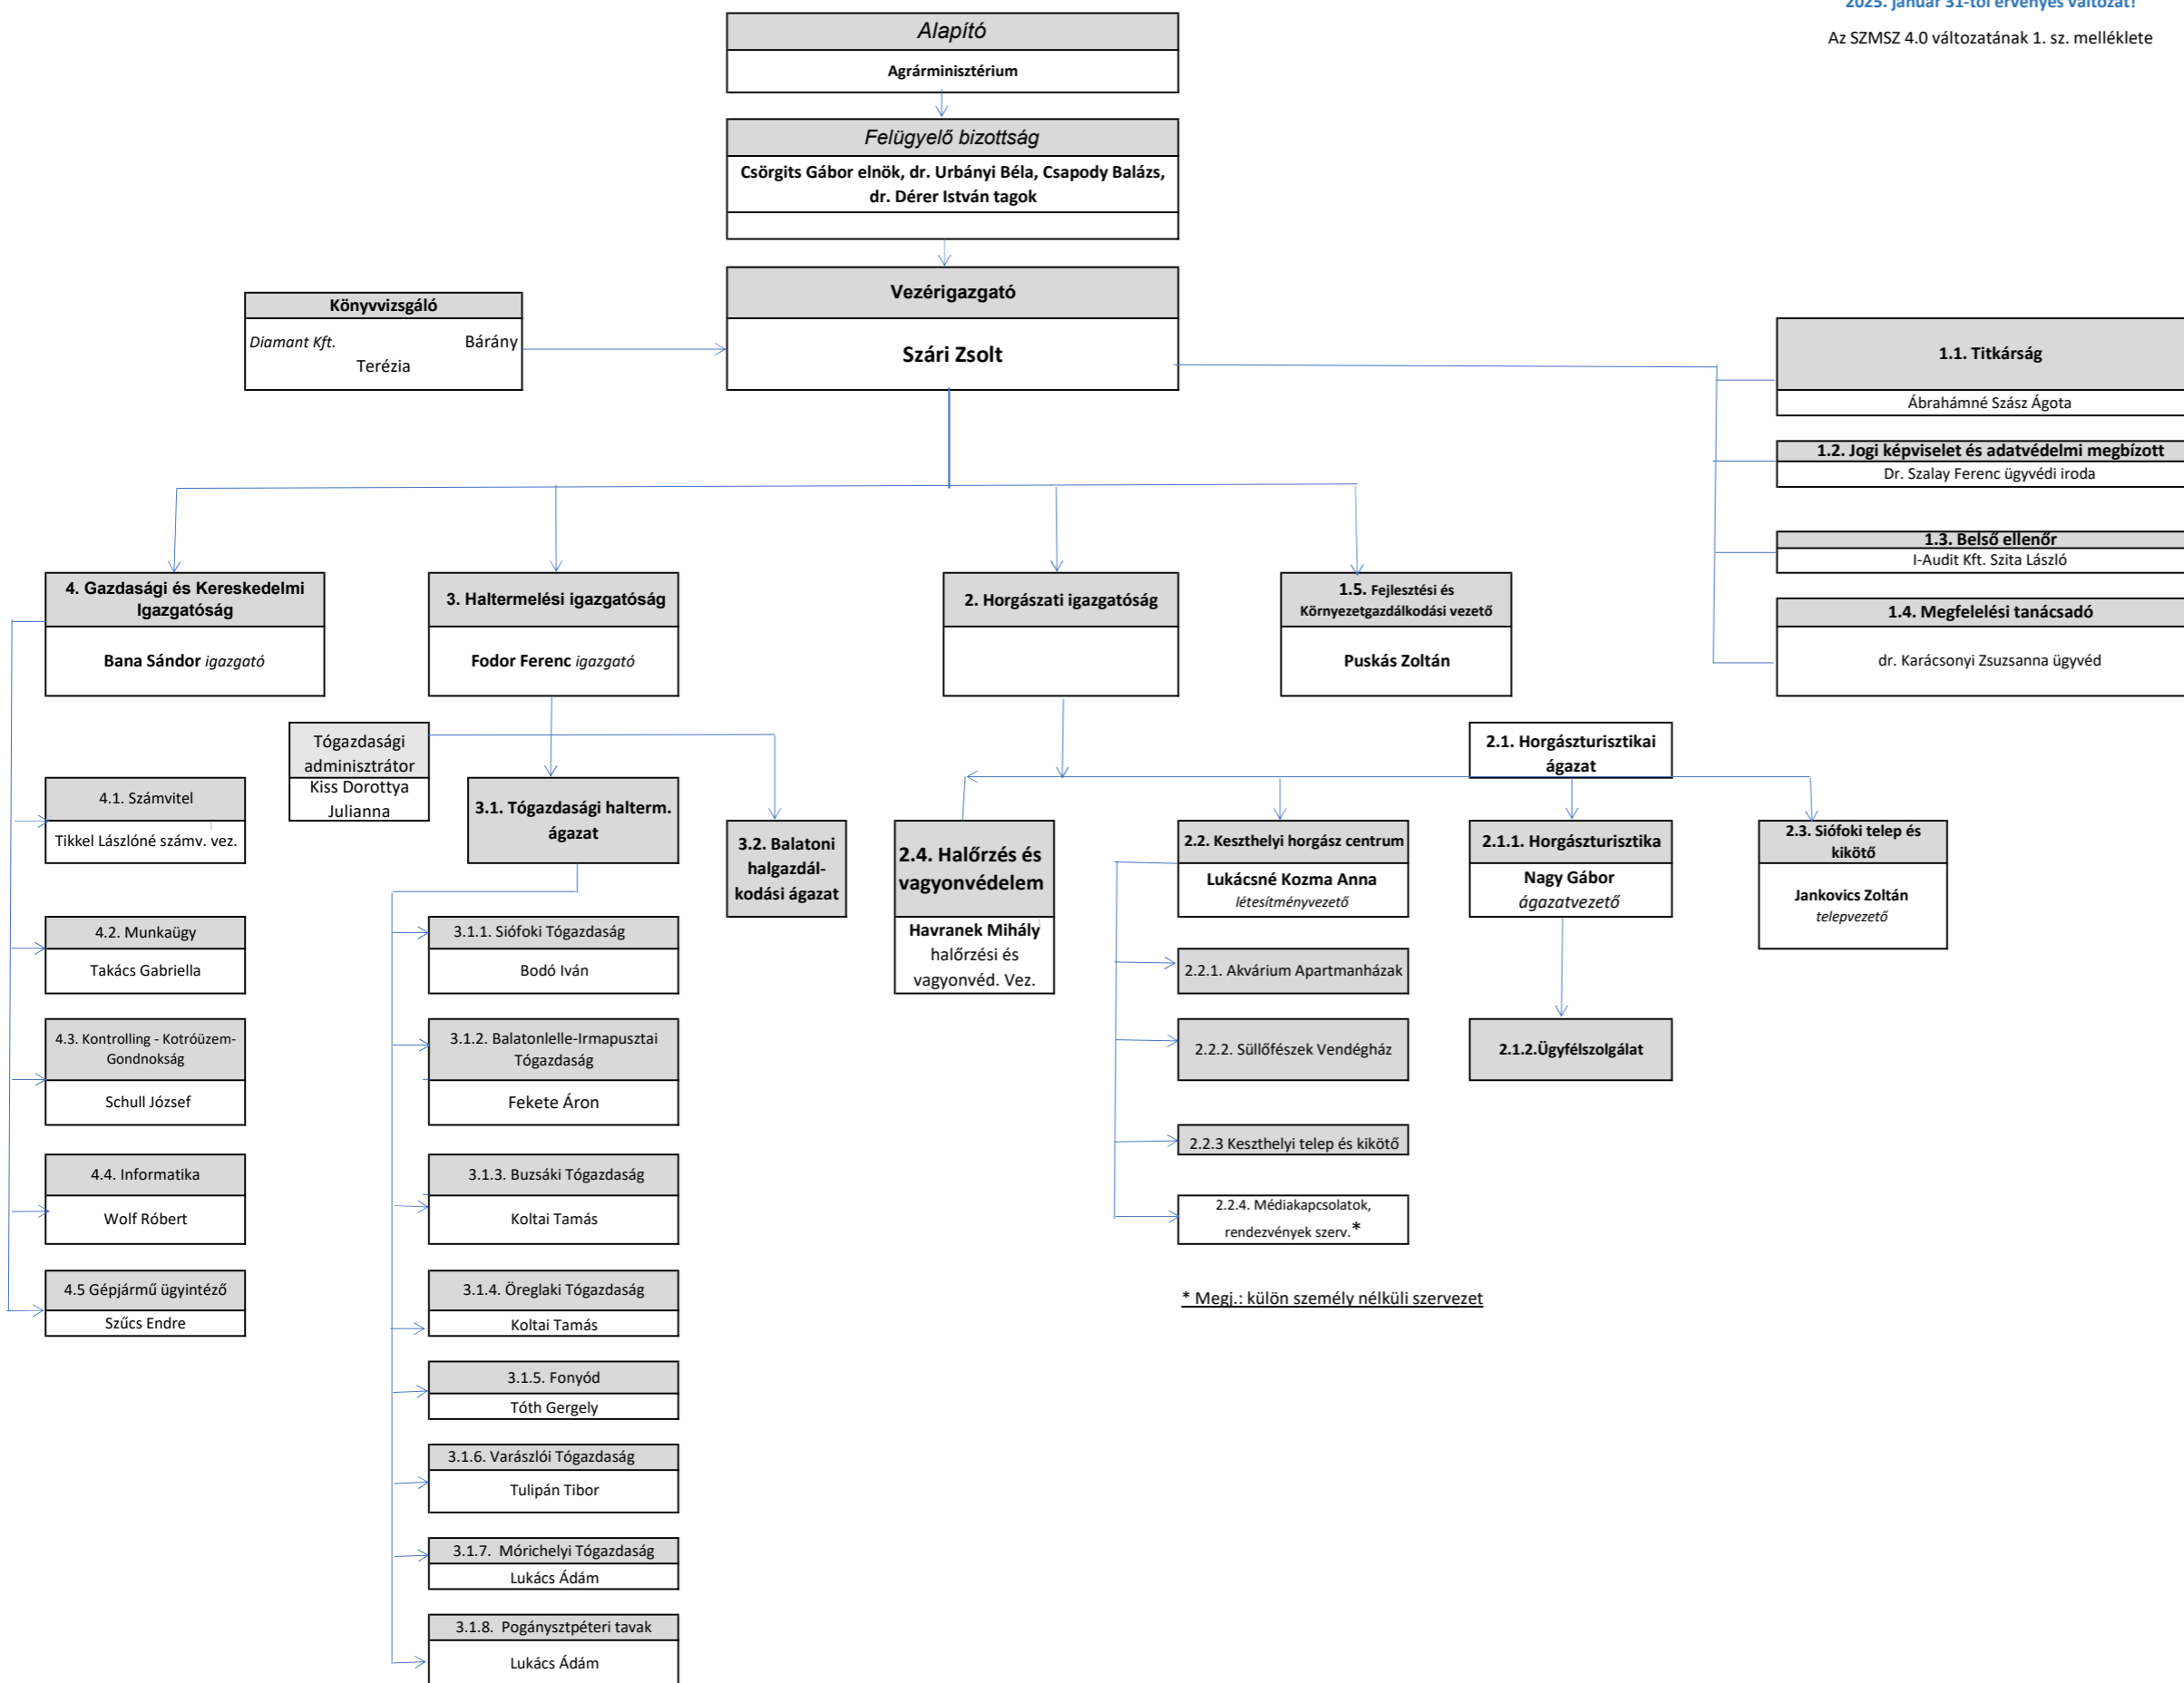 2025. január 31-től érvényes változat!
Az SZMSZ 4.0 változatának 1. sz. melléklete
Alapító
Agrárminisztérium
Felügyelő bizottság
Csörgits Gábor elnök, dr. Urbányi Béla, Csapody Balázs,
dr. Dérer István tagok
Vezérigazgató
Szári Zsolt
Könyvvizsgáló
Diamant Kft. Bárány
Terézia
1.1. Titkárság
Ábrahámné Szász Ágota
1.2. Jogi képviselet és adatvédelmi megbízott
Dr. Szalay Ferenc ügyvédi iroda
1.3. Belső ellenőr
I-Audit Kft. Szita László
1.4. Megfelelési tanácsadó
dr. Karácsonyi Zsuzsanna ügyvéd
4. Gazdasági és Kereskedelmi
Igazgatóság
Bana Sándor igazgató
3. Haltermelési igazgatóság
Fodor Ferenc igazgató
2. Horgászati igazgatóság
1.5. Fejlesztési és
Környezetgazdálkodási vezető
Puskás Zoltán
Tógazdasági
adminisztrátor
Kiss Dorottya
Julianna
4.1. Számvitel
Tikkel Lászlóné számv. vez.
4.2. Munkaügy
Takács Gabriella
4.3. Kontrolling - Kotróüzem-
Gondnokság
Schull József
4.4. Informatika
Wolf Róbert
4.5 Gépjármű ügyintéző
Szűcs Endre
3.1. Tógazdasági halterm.
ágazat
3.2. Balatoni
halgazdál-
kodási ágazat
3.1.1. Siófoki Tógazdaság
Bodó Iván
3.1.2. Balatonlelle-Irmapusztai
Tógazdaság
Fekete Áron
3.1.3. Buzsáki Tógazdaság
Koltai Tamás
3.1.4. Öreglaki Tógazdaság
Koltai Tamás
3.1.5. Fonyód
Tóth Gergely
3.1.6. Varászlói Tógazdaság
Tulipán Tibor
3.1.7. Mórichelyi Tógazdaság
Lukács Ádám
3.1.8. Pogánysztpéteri tavak
Lukács Ádám
2.1. Horgászturisztikai
ágazat
2.4. Halőrzés és
vagyonvédelem
Havranek Mihály
halőrzési és
vagyonvéd. Vez.
2.2. Keszthelyi horgász centrum
Lukácsné Kozma Anna
létesítményvezető
2.2.1. Akvárium Apartmanházak
2.2.2. Süllőfészek Vendégház
2.2.3 Keszthelyi telep és kikötő
2.2.4. Médiakapcsolatok,
rendezvények szerv.*
2.1.1. Horgászturisztika
Nagy Gábor
ágazatvezető
2.1.2.Ügyfélszolgálat
2.3. Siófoki telep és
kikötő
Jankovics Zoltán
telepvezető
* Megj.: külön személy nélküli szervezet